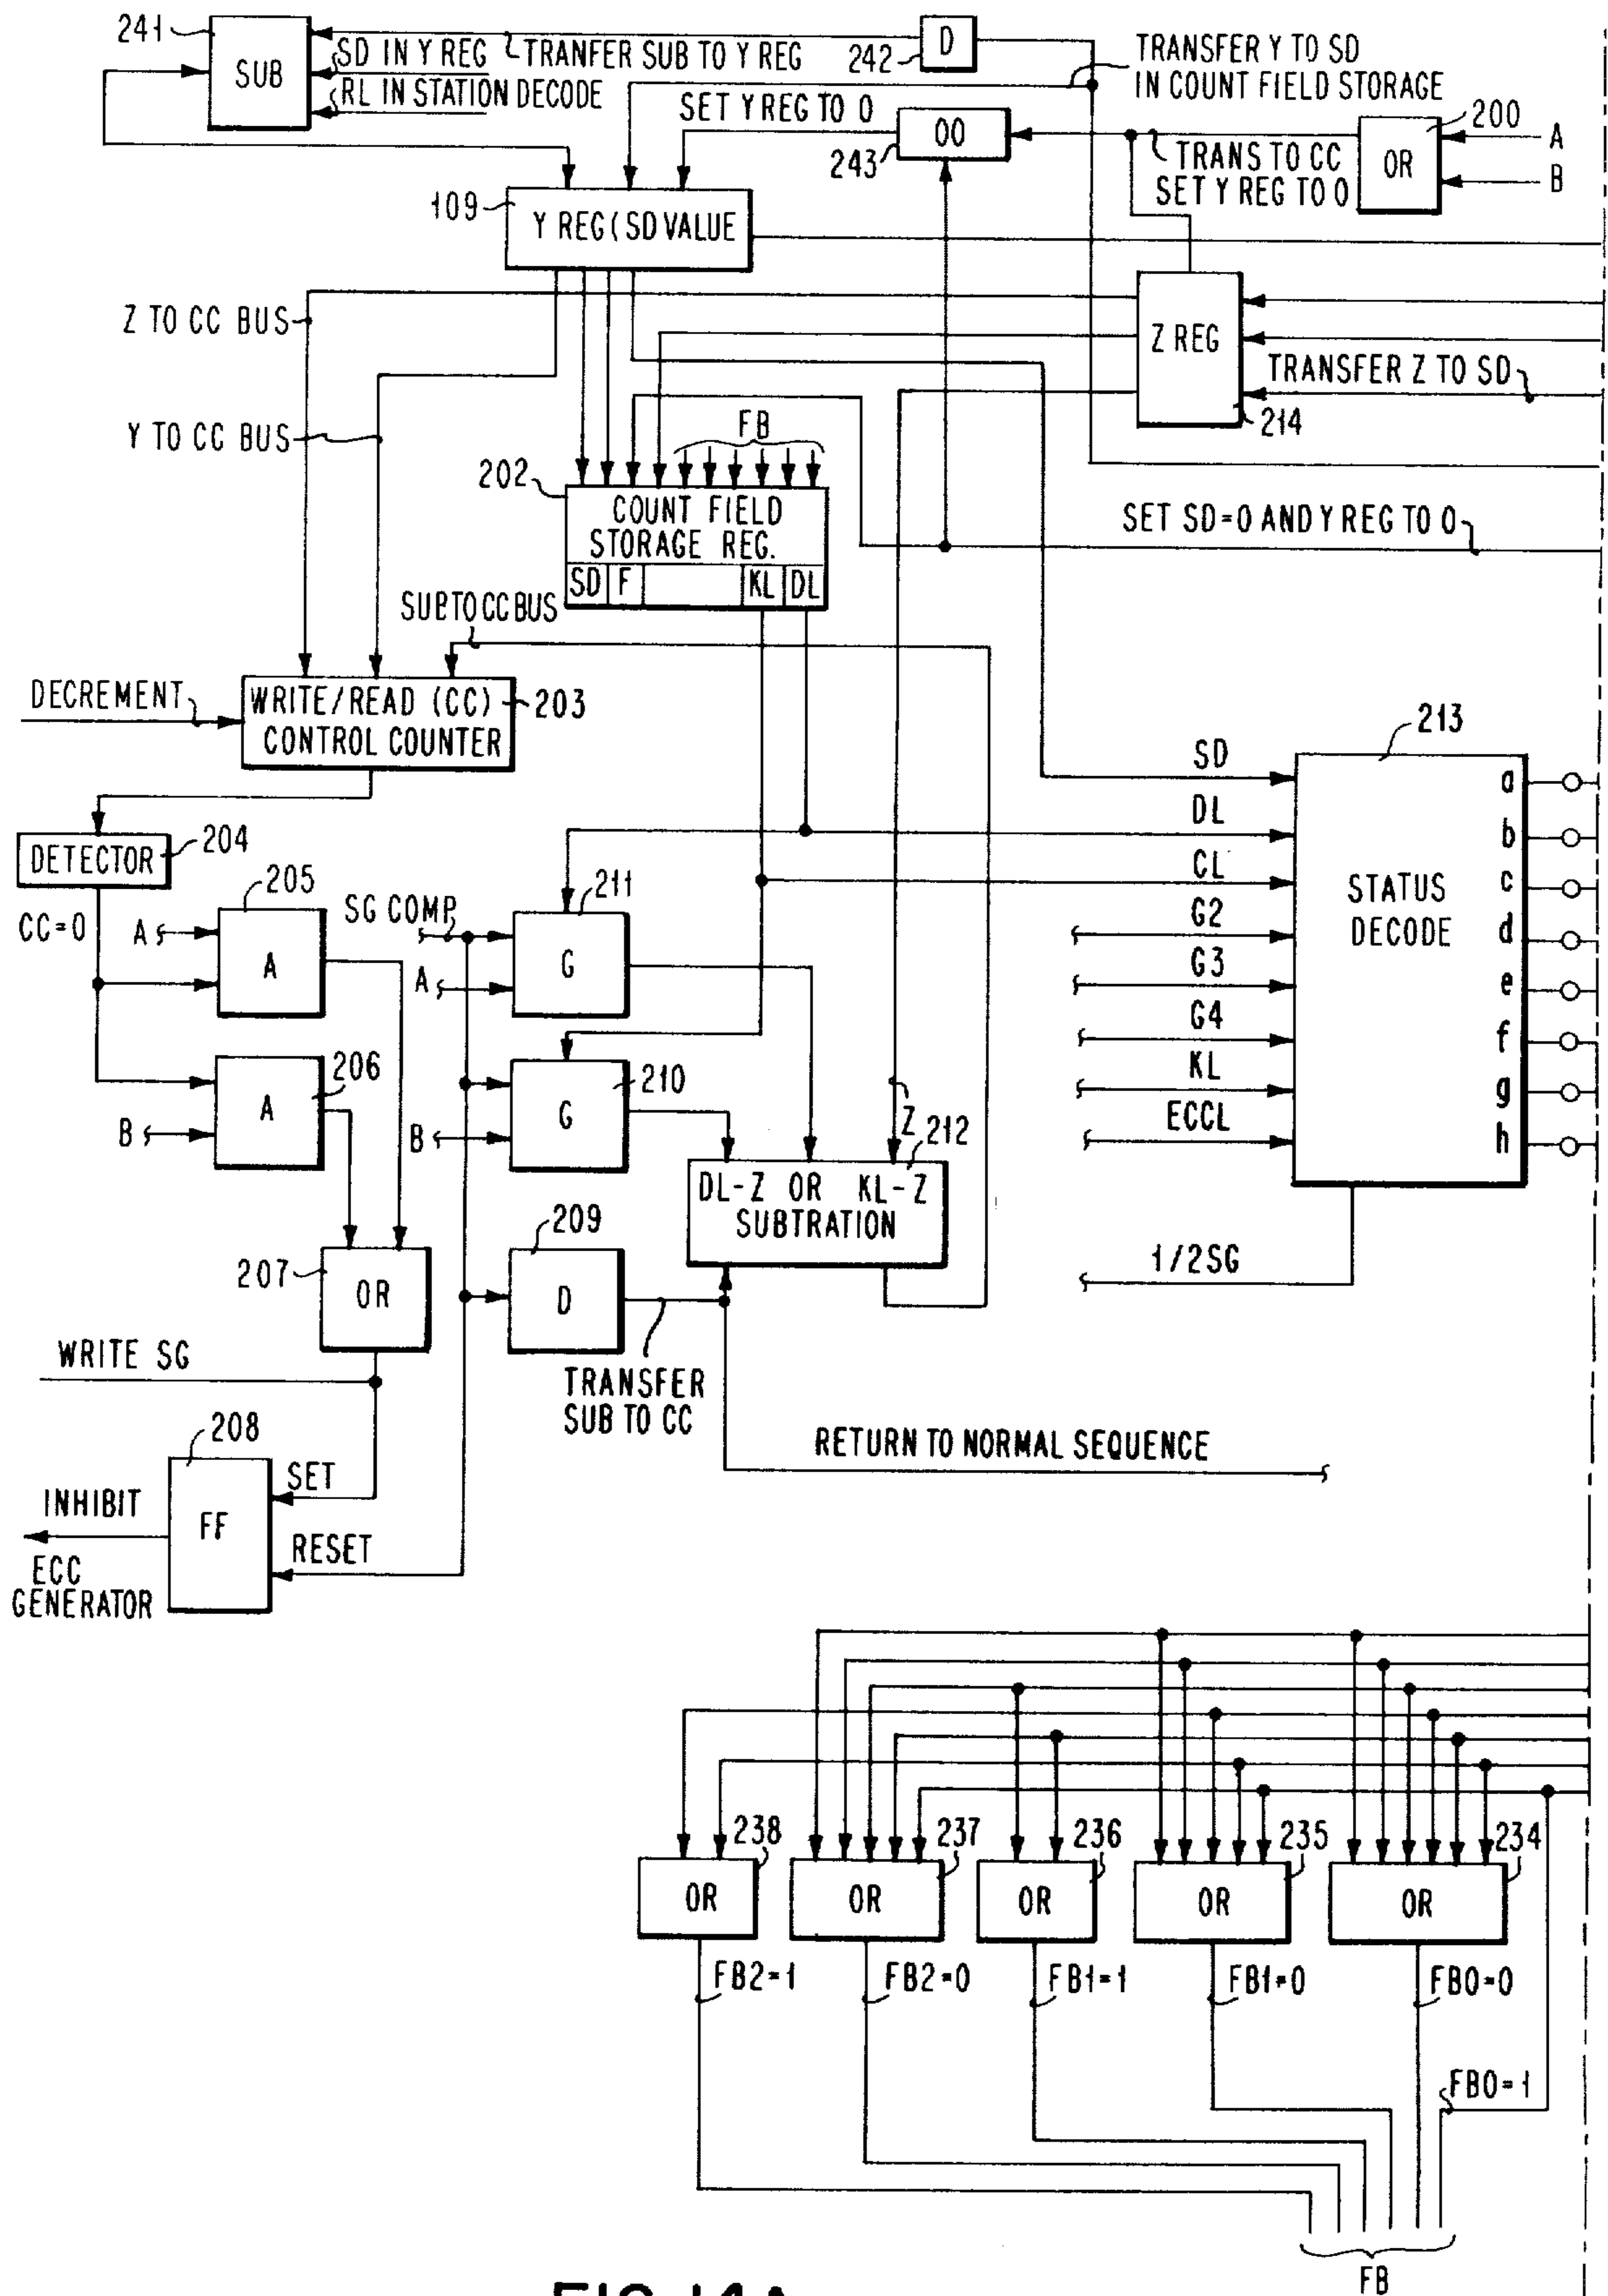 241
SUB
SD IN Y REG
TRANFER SUB TO Y REG
RL IN STATION DECODE
242
D
TRANSFER Y TO SD
IN COUNT FIELD STORAGE
SET Y REG TO 0
00
243
TRANS TO CC
SET Y REG TO 0
200
OR
A
B
109
Y REG (SD VALUE
Z TO CC BUS
Z REG
TRANSFER Z TO SD
214
Y TO CC BUS
FB
202
COUNT FIELD
STORAGE REG.
SD F KL DL
SET SD=0 AND Y REG TO 0
SUB TO CC BUS
DECREMENT
WRITE/READ (CC)
CONTROL COUNTER
203
213
SD
DL
CL
G2
G3
G4
KL
ECCL
STATUS
DECODE
a
b
c
d
e
f
g
h
1/2SG
DETECTOR
204
CC=0
A
205
A
SG COMP
A
211
G
B
206
A
B
210
G
Z
212
DL-Z OR KL-Z
SUBTRATION
207
OR
209
D
WRITE SG
TRANSFER
SUB TO CC
RETURN TO NORMAL SEQUENCE
208
FF
SET
RESET
INHIBIT
ECC
GENERATOR
238
OR
237
OR
236
OR
235
OR
234
OR
FB2=1
FB2=0
FB1=1
FB1=0
FB0=0
FB0=1
FB
FIG. 14A